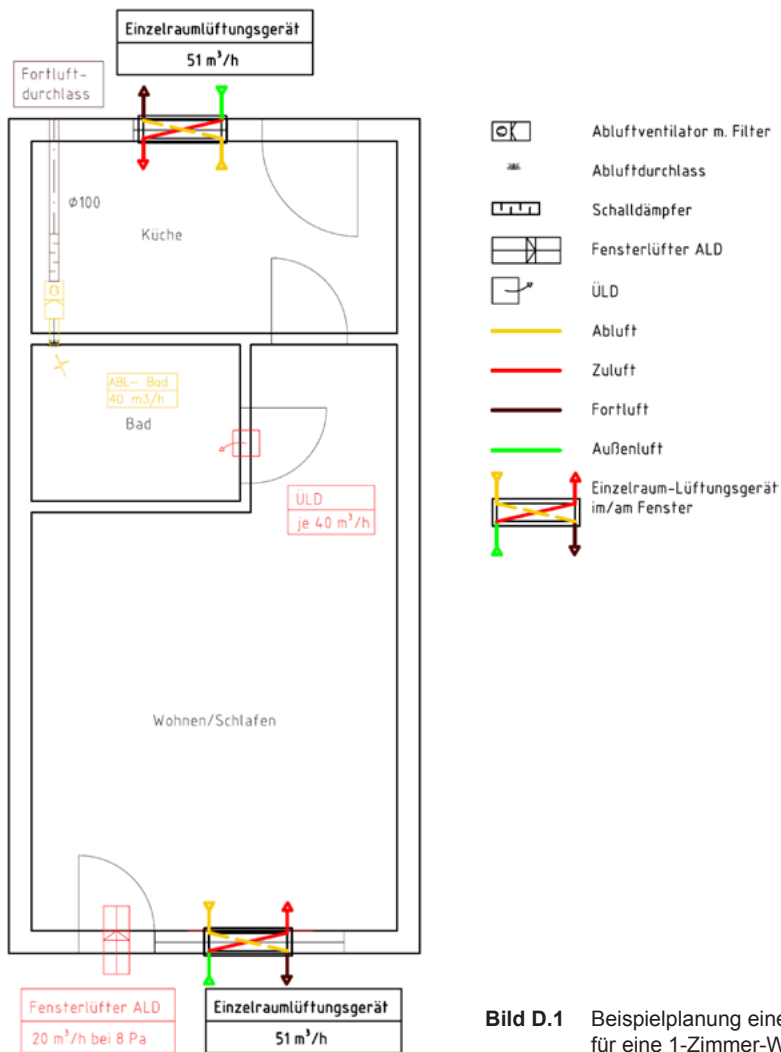 Einzelraumlüftungsgerät
51 m³/h
Fortluft-
durchlass
ø100
Küche
ABL- Bad
40 m3/h
Bad
ÜLD
je 40 m³/h
Wohnen/Schlafen
Fensterlüfter ALD
20 m³/h bei 8 Pa
Einzelraumlüftungsgerät
51 m³/h
Abluftventilator m. Filter
Abluftdurchlass
Schalldämpfer
Fensterlüfter ALD
ÜLD
Abluft
Zuluft
Fortluft
Außenluft
Einzelraum-Lüftungsgerät
im/am Fenster
Bild D.1 Beispielplanung eine
für eine 1-Zimmer-W